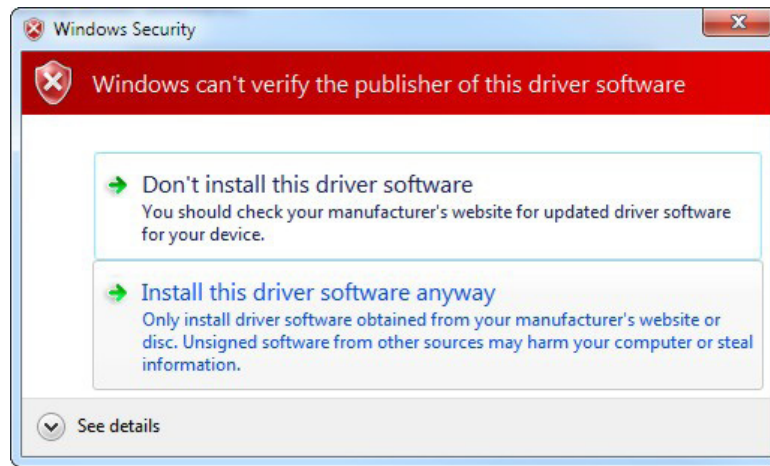 Windows Security
Windows can't verify the publisher of this driver software
Don't install this driver software
You should check your manufacturer's website for updated driver software
for your device.
Install this driver software anyway
Only install driver software obtained from your manufacturer's website or
disc. Unsigned software from other sources may harm your computer or steal
information.
See details